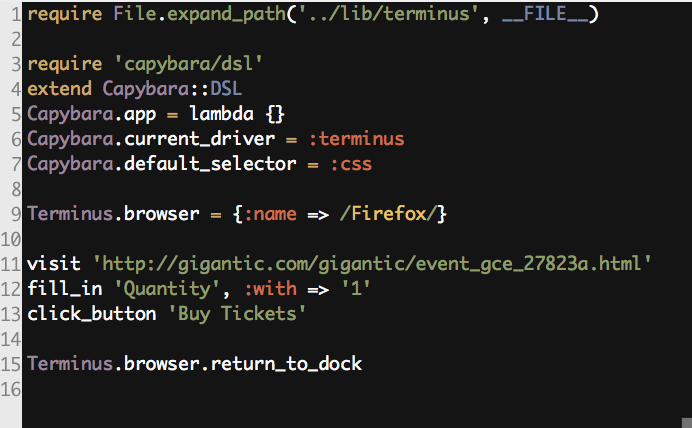 1 require File.expand_path('../lib/terminus', __FILE__)
2
3 require 'capybara/dsl'
4 extend Capybara::DSL
5 Capybara.app = lambda {}
6 Capybara.current_driver = :terminus
7 Capybara.default_selector = :css
8
9 Terminus.browser = {:name => /Firefox/}
10
11 visit 'http://gigantic.com/gigantic/event_gce_27823a.html'
12 fill_in 'Quantity', :with => '1'
13 click_button 'Buy Tickets'
14
15 Terminus.browser.return_to_dock
16